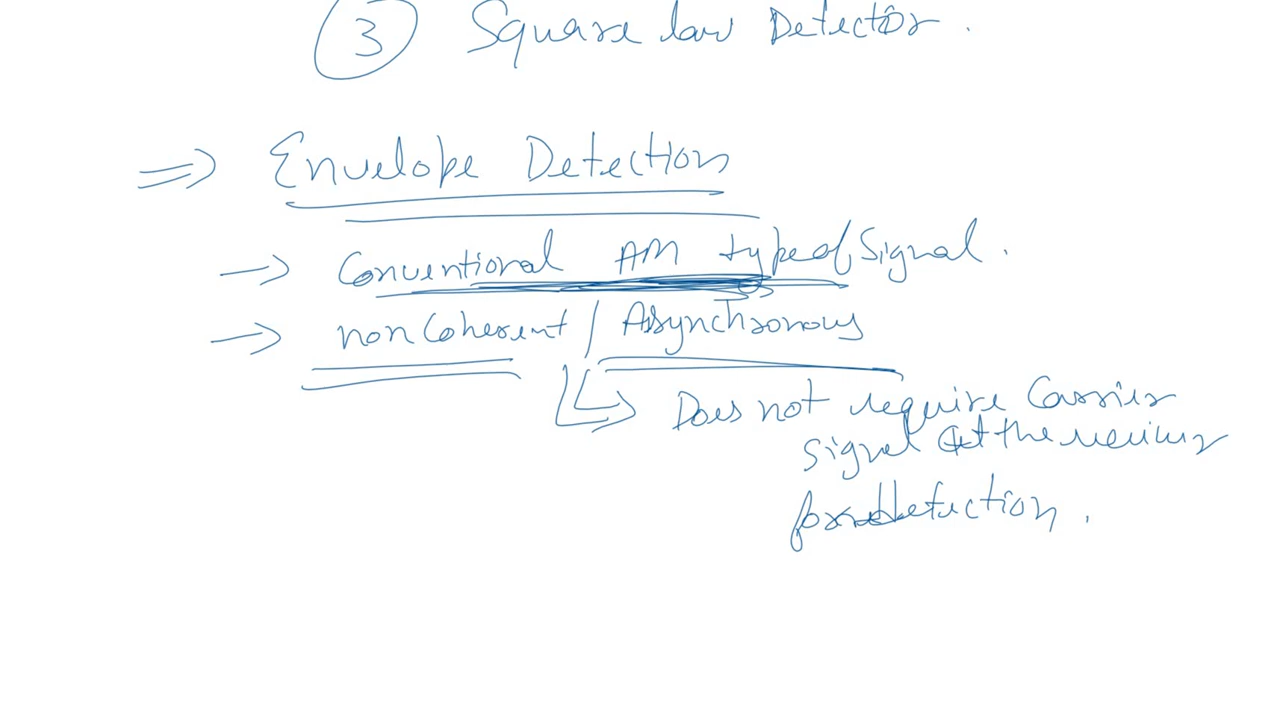 ③ Square law Detector.
⇒ Envelope Detection
→ Conventional AM type of Signal.
→ non Coherent / Asynchronous
↳ Does not require Carrier
signal at the receiver
for detection.